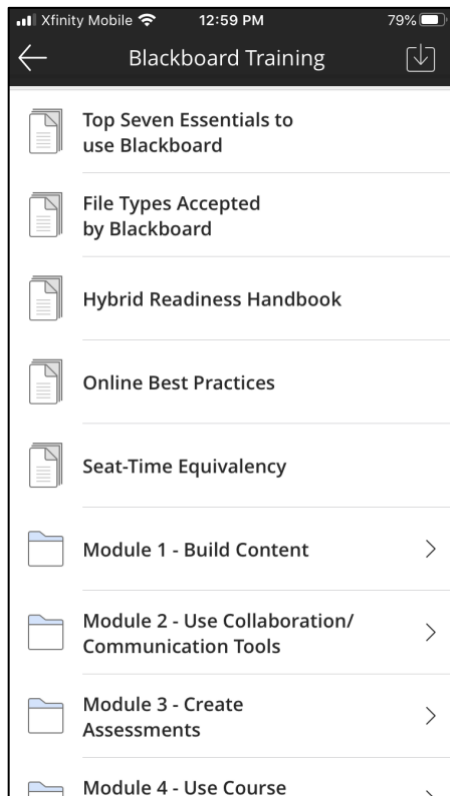 Xfinity Mobile 12:59 PM 79%
Blackboard Training
Top Seven Essentials to
use Blackboard
File Types Accepted
by Blackboard
Hybrid Readiness Handbook
Online Best Practices
Seat-Time Equivalency
Module 1 - Build Content
Module 2 - Use Collaboration/
Communication Tools
Module 3 - Create
Assessments
Module 4 - Use Course